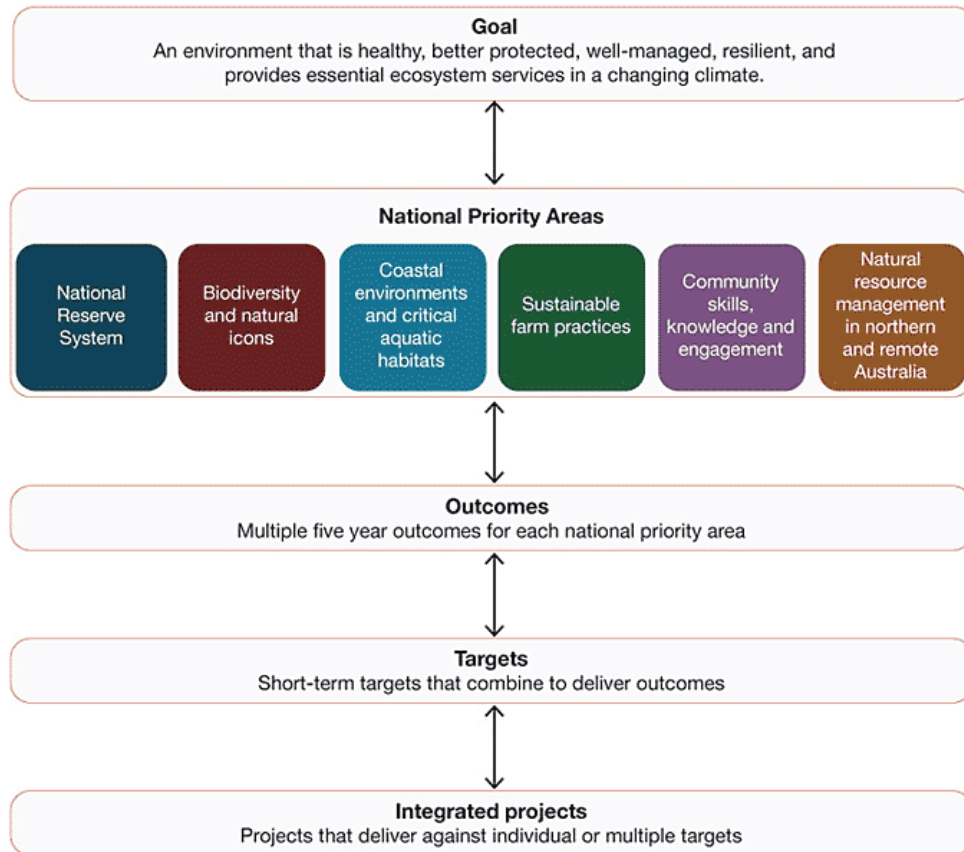 Goal
An environment that is healthy, better protected, well-managed, resilient, and
provides essential ecosystem services in a changing climate.
National Priority Areas
National
Reserve
System
Biodiversity
and natural
icons
Coastal
environments
and critical
aquatic
habitats
Sustainable
farm practices
Community
skills,
knowledge and
engagement
Natural
resource
management
in northern
and remote
Australia
Outcomes
Multiple five year outcomes for each national priority area
Targets
Short-term targets that combine to deliver outcomes
Integrated projects
Projects that deliver against individual or multiple targets